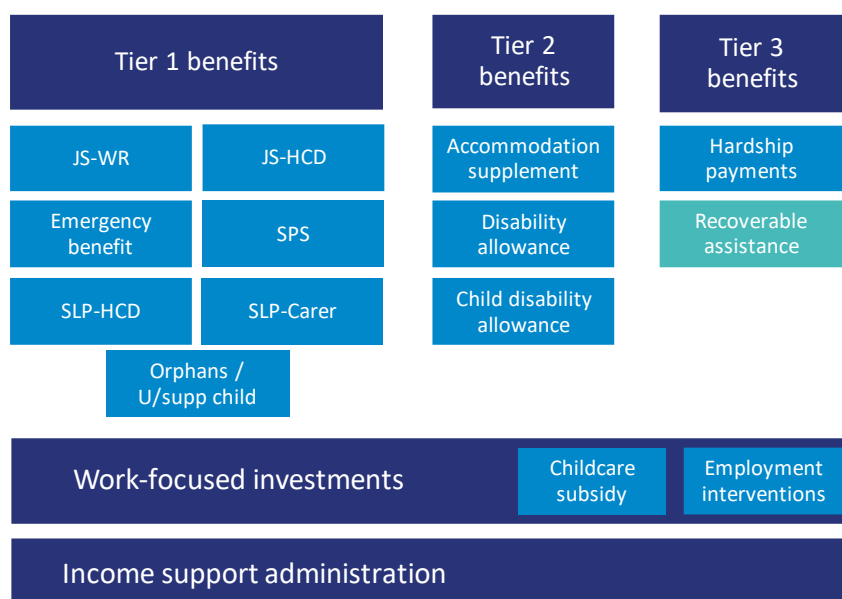 Tier 1 benefits
Tier 2
benefits
Tier 3
benefits
JS-WR
JS-HCD
Accommodation
supplement
Hardship
payments
Emergency
benefit
SPS
Disability
allowance
Recoverable
assistance
SLP-HCD
SLP-Carer
Child disability
allowance
Orphans /
U/supp child
Work-focused investments
Childcare
subsidy
Employment
interventions
Income support administration